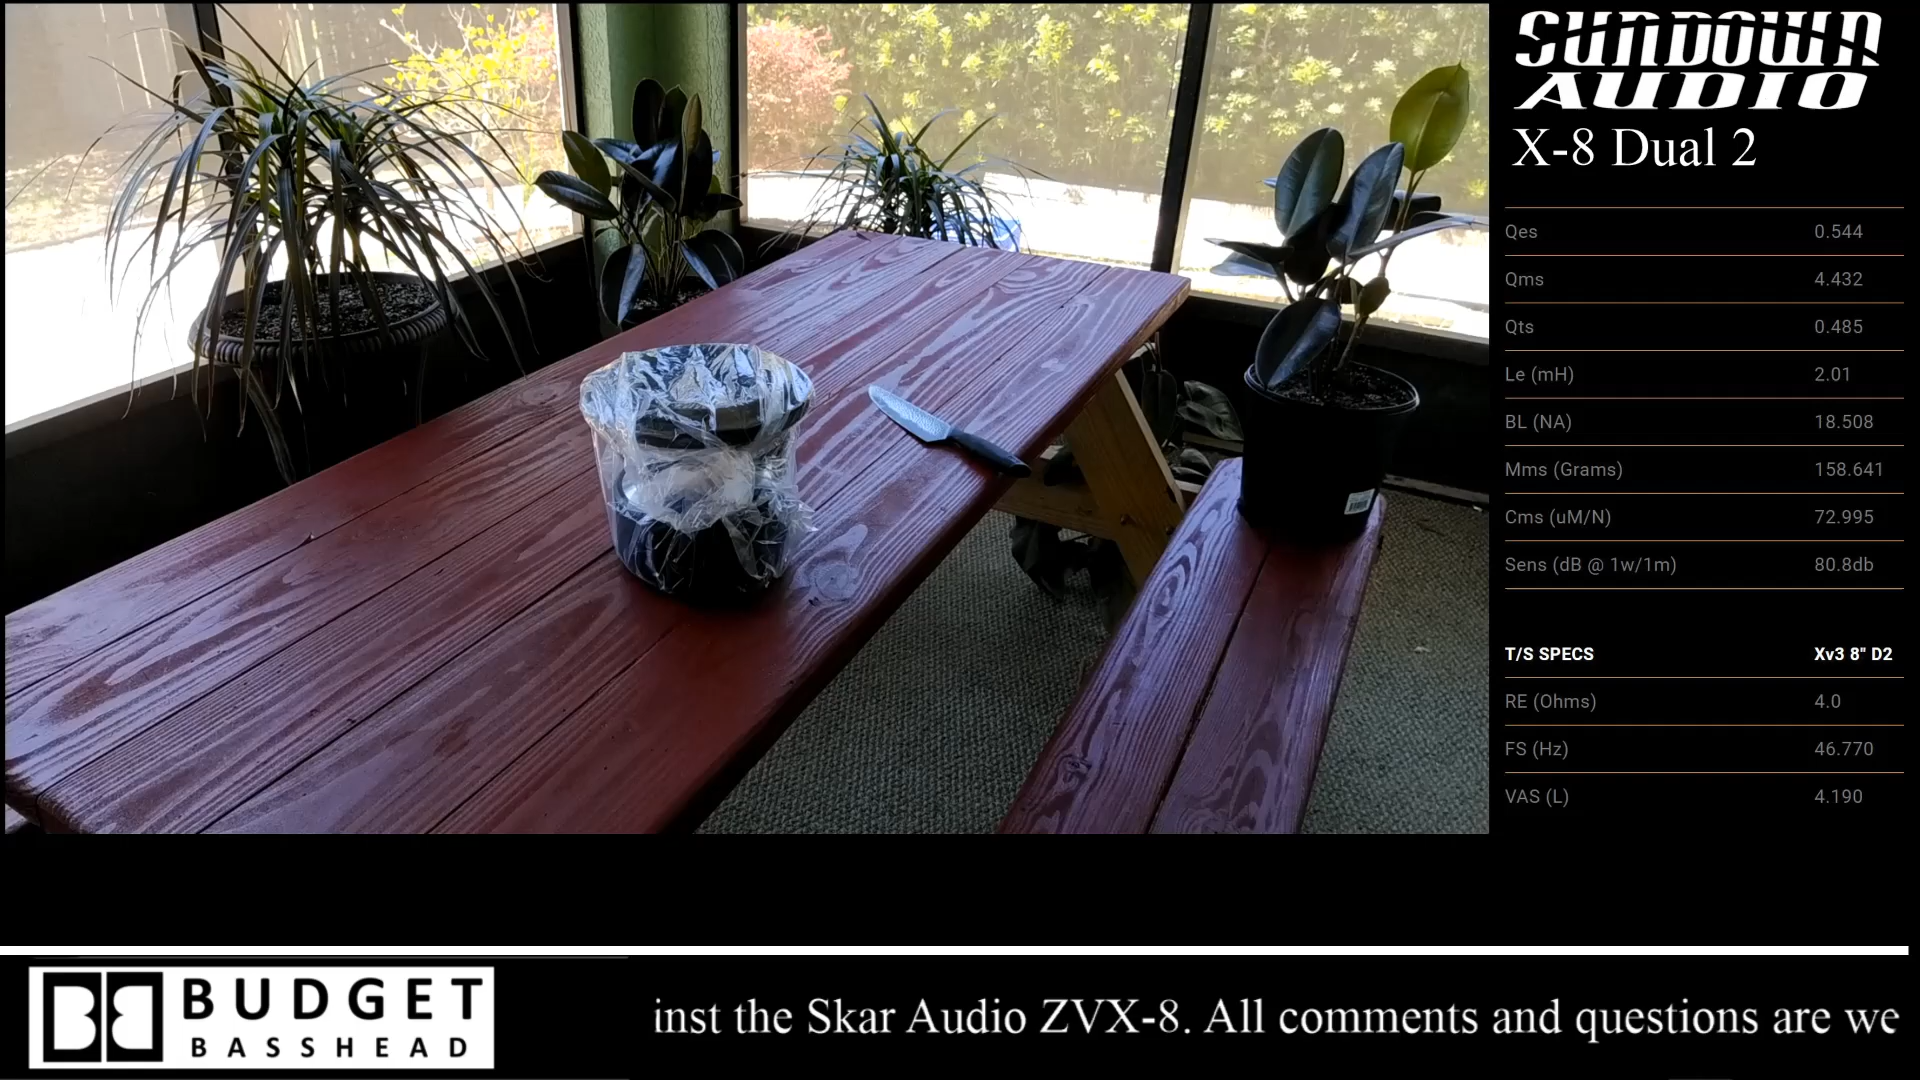 SUNDOWN
AUDIO
X-8 Dual 2
Qes 0.544
Qms 4.432
Qts 0.485
Le (mH) 2.01
BL (NA) 18.508
Mms (Grams) 158.641
Cms (uM/N) 72.995
Sens (dB @ 1w/1m) 80.8db
T/S SPECS Xv3 8" D2
RE (Ohms) 4.0
FS (Hz) 46.770
VAS (L) 4.190
BUDGET
BASSHEAD
inst the Skar Audio ZVX-8. All comments and questions are we